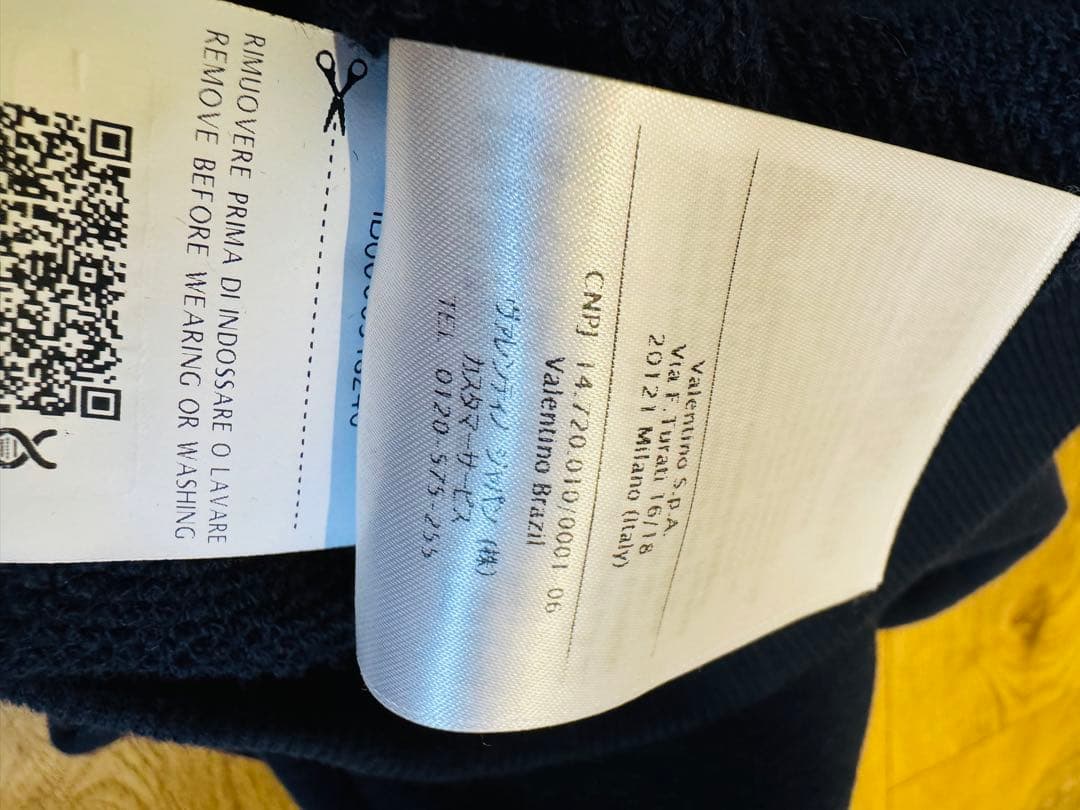 RIMUOVERE PRIMA DI INDOSSARE O LAVARE
REMOVE BEFORE WEARING OR WASHING
Valentino S.P.A.
Via F. Turati 16/18
20121 Milano (Italy)
CNPJ 14.720.010/0001-06
Valentino Brazil
ヴァレンティノ ジャパン (株)
カスタマーサービス
TEL 0120-575-255